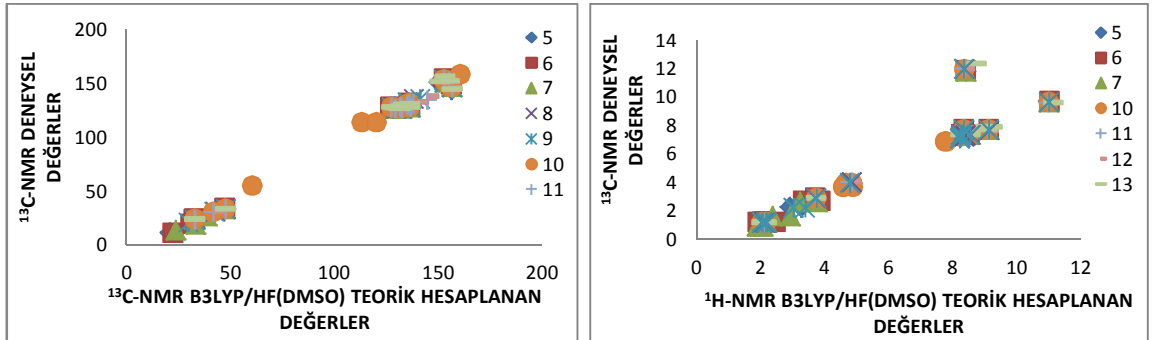 200
150
100
50
0
0 50 100 150 200
¹³C-NMR DENEYSEL
DEĞERLER
¹³C-NMR B3LYP/HF(DMSO) TEORİK HESAPLANAN
DEĞERLER
5
6
7
8
9
10
11
14
12
10
8
6
4
2
0
0 2 4 6 8 10 12
¹³C-NMR DENEYSEL
DEĞERLER
¹H-NMR B3LYP/HF(DMSO) TEORİK HESAPLANAN
DEĞERLER
5
6
7
10
11
12
13